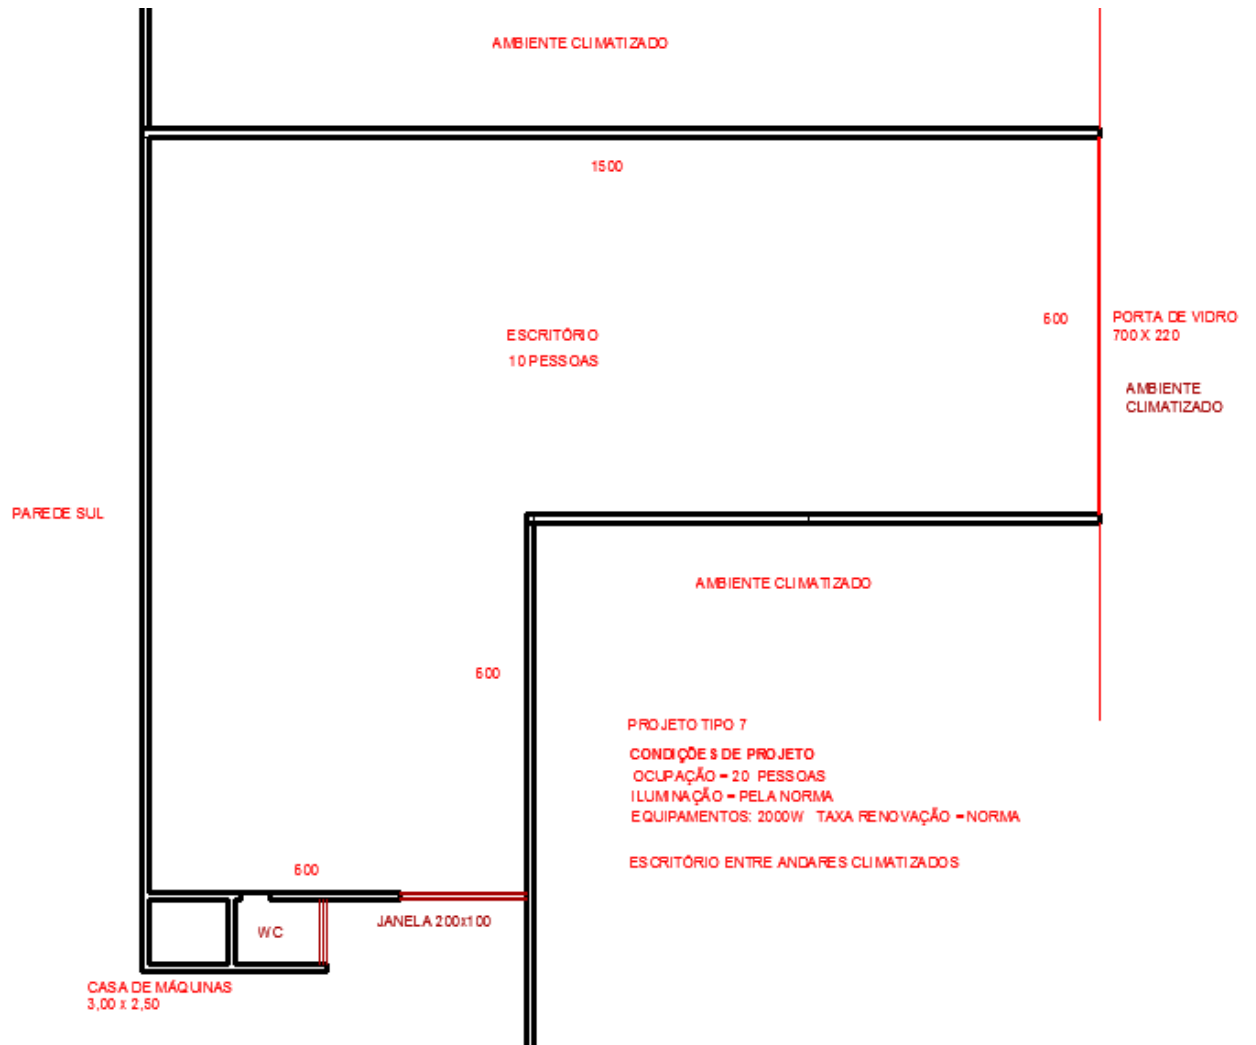 AMBIENTE CLIMATIZADO
1500
600
PORTA DE VIDRO
700 X 220
ESCRITÓRIO
10 PESSOAS
AMBIENTE
CLIMATIZADO
PAREDE SUL
AMBIENTE CLIMATIZADO
600
PROJETO TIPO 7
CONDIÇÕES DE PROJETO
OCUPAÇÃO = 20 PESSOAS
ILUMINAÇÃO = PELA NORMA
EQUIPAMENTOS: 2000W TAXA RENOVAÇÃO = NORMA
ESCRITÓRIO ENTRE ANDARES CLIMATIZADOS
600
JANELA 200x100
WC
CASA DE MÁQUINAS
3,00 x 2,50